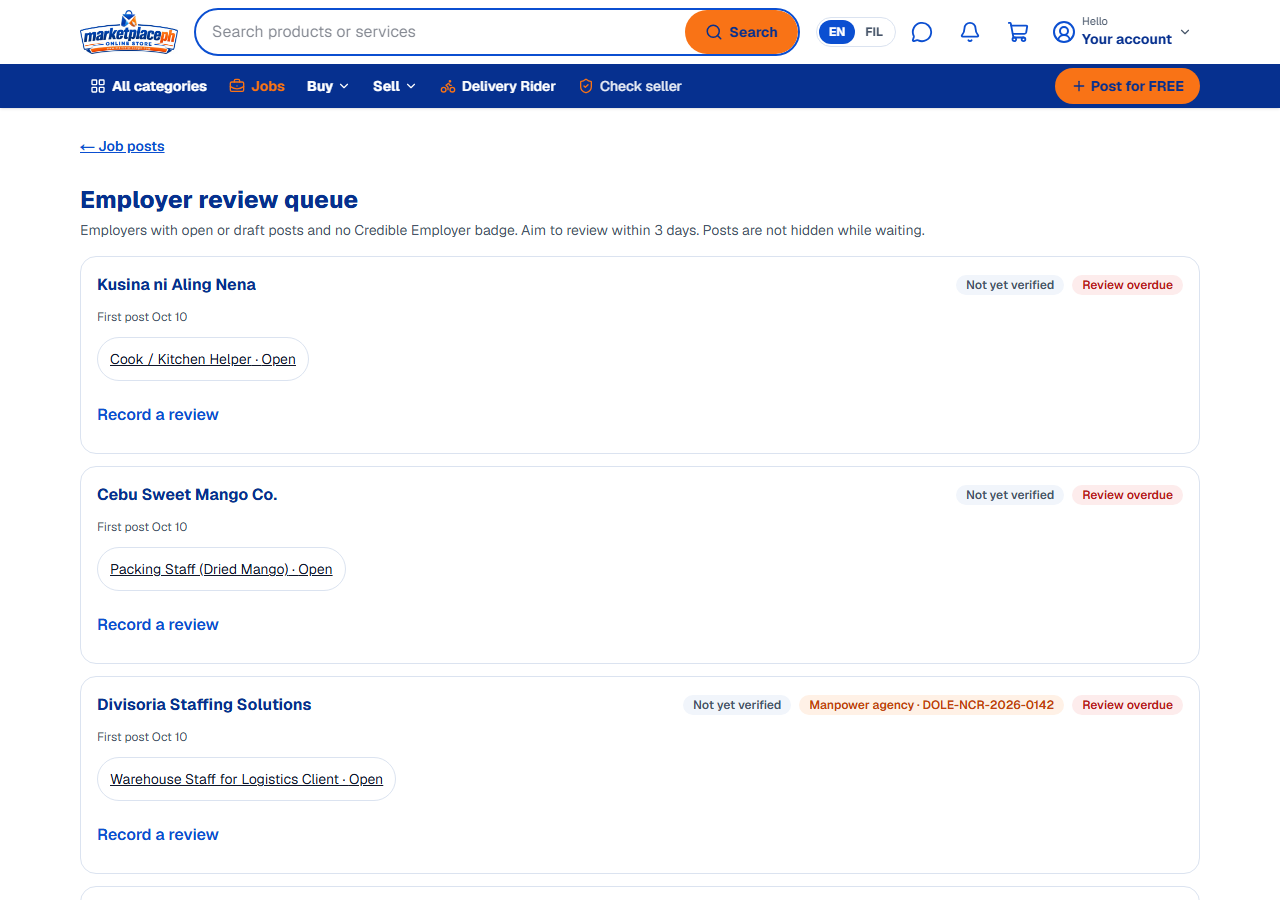 marketplaceph
ONLINE STORE
Search products or services
Search
EN FIL
Hello
Your account
All categories Jobs Buy Sell Delivery Rider Check seller
+ Post for FREE
← Job posts
Employer review queue
Employers with open or draft posts and no Credible Employer badge. Aim to review within 3 days. Posts are not hidden while waiting.
Kusina ni Aling Nena
Not yet verified Review overdue
First post Oct 10
Cook / Kitchen Helper · Open
Record a review
Cebu Sweet Mango Co.
Not yet verified Review overdue
First post Oct 10
Packing Staff (Dried Mango) · Open
Record a review
Divisoria Staffing Solutions
Not yet verified Manpower agency · DOLE-NCR-2026-0142 Review overdue
First post Oct 10
Warehouse Staff for Logistics Client · Open
Record a review